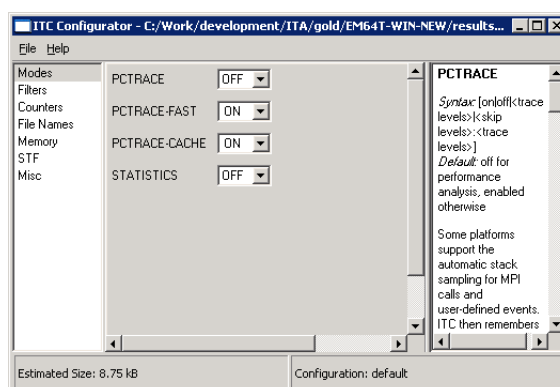 ITC Configurator - C:/Work/development/ITA/gold/EM64T-WIN-NEW/results...
File Help
Modes
Filters
Counters
File Names
Memory
STF
Misc
PCTRACE OFF
PCTRACE-FAST ON
PCTRACE-CACHE ON
STATISTICS OFF
PCTRACE
Syntax: [on|off|<trace
levels>|<skip
levels>:<trace
levels>]
Default: off for
performance
analysis, enabled
otherwise
Some platforms
support the
automatic stack
sampling for MPI
calls and
user-defined events.
ITC then remembers
Estimated Size: 8.75 kB
Configuration: default